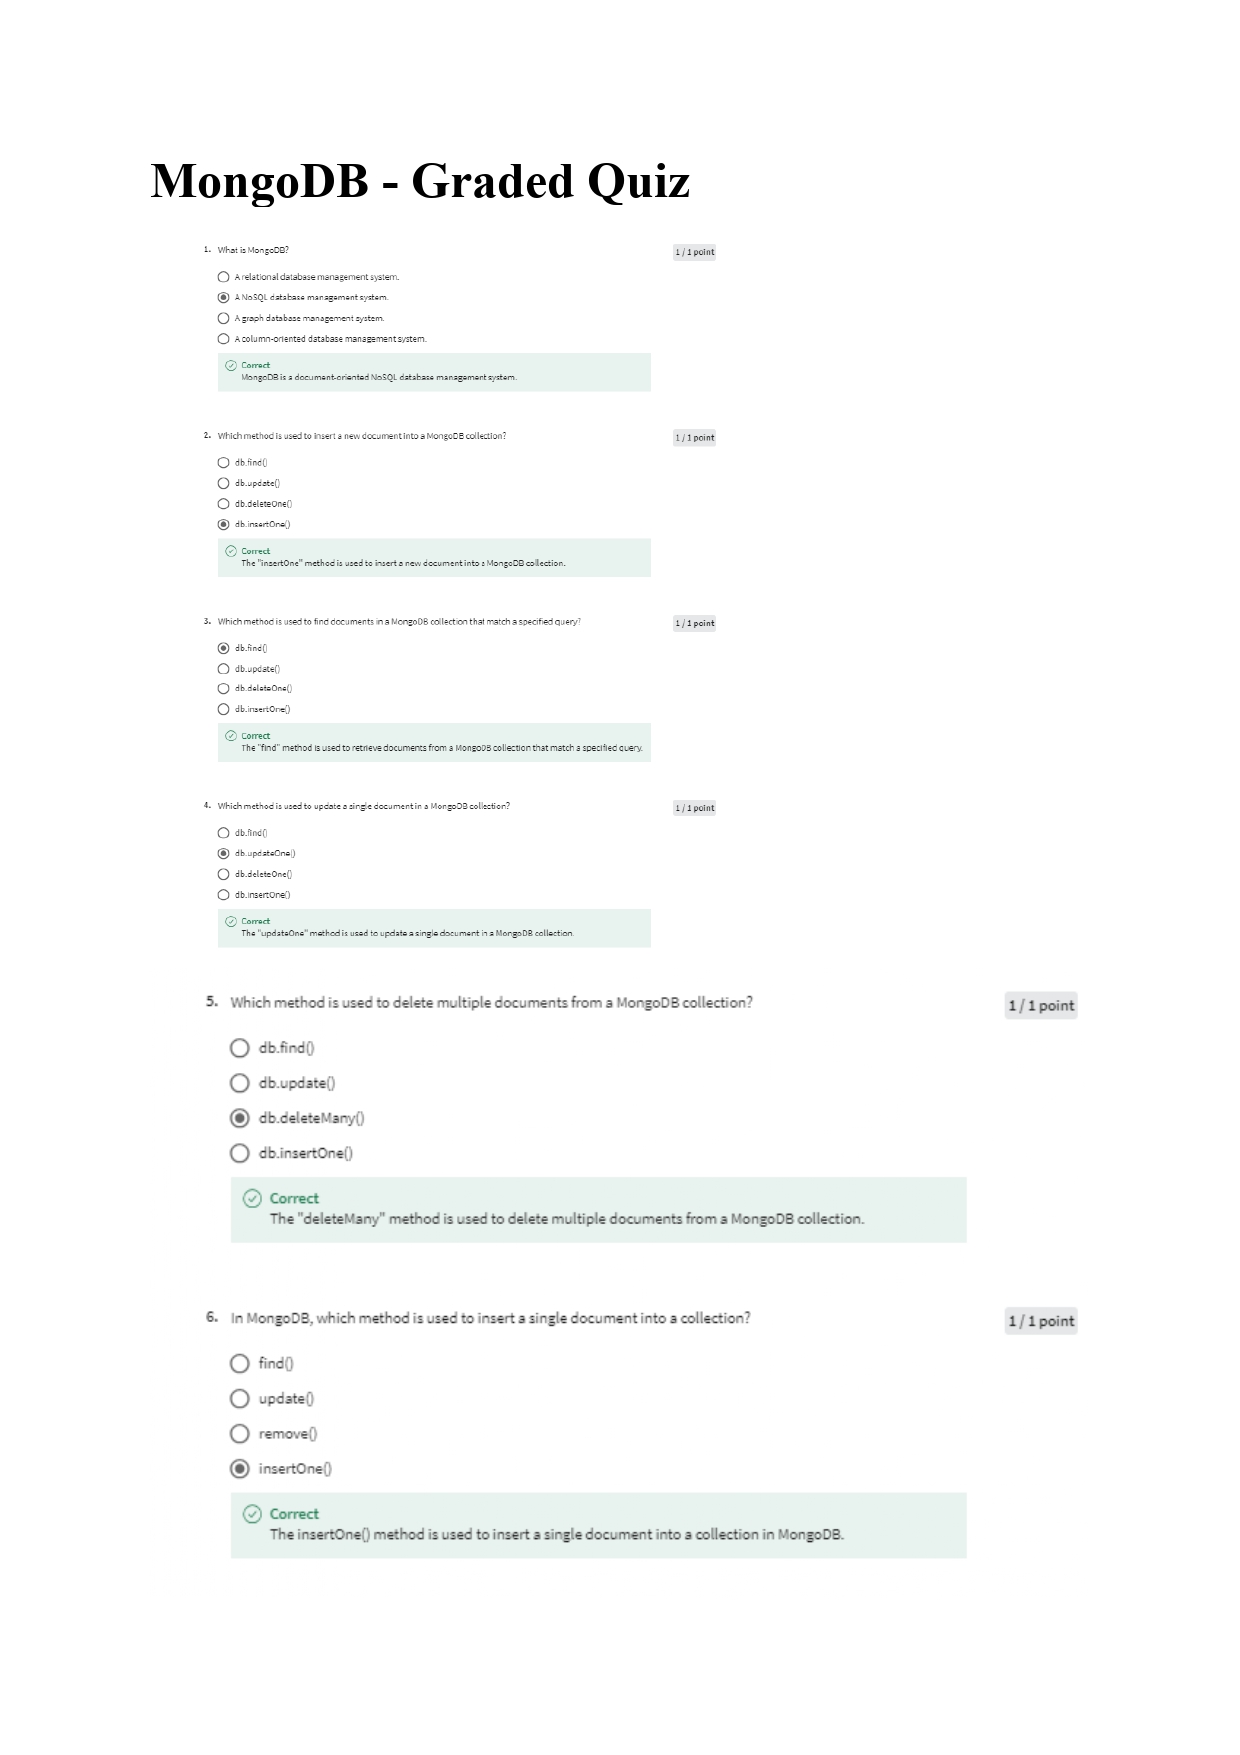 MongoDB - Graded Quiz
1. What is MongoDB? 1 / 1 point
A relational database management system.
A NoSQL database management system.
A graph database management system.
A column-oriented database management system.
Correct
MongoDB is a document-oriented NoSQL database management system.
2. Which method is used to insert a new document into a MongoDB collection? 1 / 1 point
db.find()
db.update()
db.deleteOne()
db.insertOne()
Correct
The "insertOne" method is used to insert a new document into a MongoDB collection.
3. Which method is used to find documents in a MongoDB collection that match a specified query? 1 / 1 point
db.find()
db.update()
db.deleteOne()
db.insertOne()
Correct
The "find" method is used to retrieve documents from a MongoDB collection that match a specified query.
4. Which method is used to update a single document in a MongoDB collection? 1 / 1 point
db.find()
db.updateOne()
db.deleteOne()
db.insertOne()
Correct
The "updateOne" method is used to update a single document in a MongoDB collection.
5. Which method is used to delete multiple documents from a MongoDB collection? 1 / 1 point
db.find()
db.update()
db.deleteMany()
db.insertOne()
Correct
The "deleteMany" method is used to delete multiple documents from a MongoDB collection.
6. In MongoDB, which method is used to insert a single document into a collection? 1 / 1 point
find()
update()
remove()
insertOne()
Correct
The insertOne() method is used to insert a single document into a collection in MongoDB.